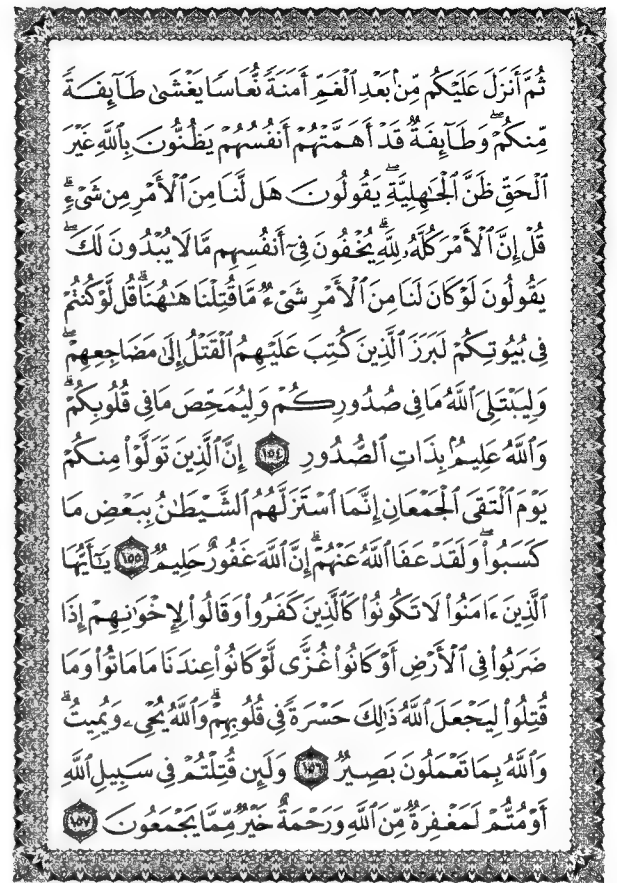 ثُمَّ أَنزَلَ عَلَيْكُم مِّنۢ بَعْدِ ٱلْغَمِّ أَمَنَةً نُّعَاسًا يَغْشَىٰ طَآئِفَةً
مِّنكُمْ ۖ وَطَآئِفَةٌ قَدْ أَهَمَّتْهُمْ أَنفُسُهُمْ يَظُنُّونَ بِٱللَّهِ غَيْرَ
ٱلْحَقِّ ظَنَّ ٱلْجَـٰهِلِيَّةِ ۖ يَقُولُونَ هَل لَّنَا مِنَ ٱلْأَمْرِ مِن شَىْءٍ ۗ
قُلْ إِنَّ ٱلْأَمْرَ كُلَّهُۥ لِلَّهِ ۗ يُخْفُونَ فِىٓ أَنفُسِهِم مَّا لَا يُبْدُونَ لَكَ ۖ
يَقُولُونَ لَوْ كَانَ لَنَا مِنَ ٱلْأَمْرِ شَىْءٌ مَّا قُتِلْنَا هَـٰهُنَا ۗ قُل لَّوْ كُنتُمْ
فِى بُيُوتِكُمْ لَبَرَزَ ٱلَّذِينَ كُتِبَ عَلَيْهِمُ ٱلْقَتْلُ إِلَىٰ مَضَاجِعِهِمْ ۖ
وَلِيَبْتَلِىَ ٱللَّهُ مَا فِى صُدُورِكُمْ وَلِيُمَحِّصَ مَا فِى قُلُوبِكُمْ ۗ
وَٱللَّهُ عَلِيمٌۢ بِذَاتِ ٱلصُّدُورِ ١٥٤ إِنَّ ٱلَّذِينَ تَوَلَّوْا۟ مِنكُمْ
يَوْمَ ٱلْتَقَى ٱلْجَمْعَانِ إِنَّمَا ٱسْتَزَلَّهُمُ ٱلشَّيْطَـٰنُ بِبَعْضِ مَا
كَسَبُوا۟ ۖ وَلَقَدْ عَفَا ٱللَّهُ عَنْهُمْ ۗ إِنَّ ٱللَّهَ غَفُورٌ حَلِيمٌ ١٥٥ يَـٰٓأَيُّهَا
ٱلَّذِينَ ءَامَنُوا۟ لَا تَكُونُوا۟ كَٱلَّذِينَ كَفَرُوا۟ وَقَالُوا۟ لِإِخْوَٰنِهِمْ إِذَا
ضَرَبُوا۟ فِى ٱلْأَرْضِ أَوْ كَانُوا۟ غُزًّى لَّوْ كَانُوا۟ عِندَنَا مَا مَاتُوا۟ وَمَا
قُتِلُوا۟ لِيَجْعَلَ ٱللَّهُ ذَٰلِكَ حَسْرَةً فِى قُلُوبِهِمْ ۗ وَٱللَّهُ يُحْىِۦ وَيُمِيتُ ۗ
وَٱللَّهُ بِمَا تَعْمَلُونَ بَصِيرٌ ١٥٦ وَلَئِن قُتِلْتُمْ فِى سَبِيلِ ٱللَّهِ
أَوْ مُتُّمْ لَمَغْفِرَةٌ مِّنَ ٱللَّهِ وَرَحْمَةٌ خَيْرٌ مِّمَّا يَجْمَعُونَ ١٥٧